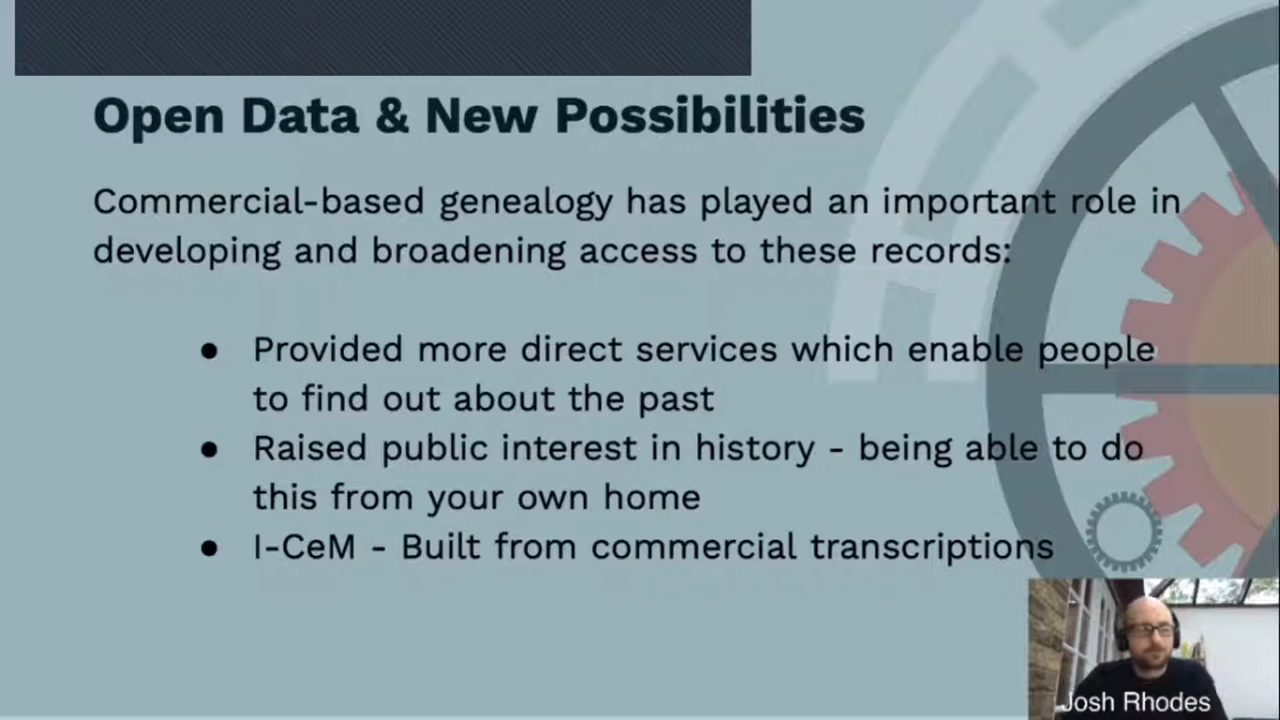 Open Data & New Possibilities
Commercial-based genealogy has played an important role in
developing and broadening access to these records:
● Provided more direct services which enable people
to find out about the past
● Raised public interest in history - being able to do
this from your own home
● I-CeM - Built from commercial transcriptions
Josh Rhodes